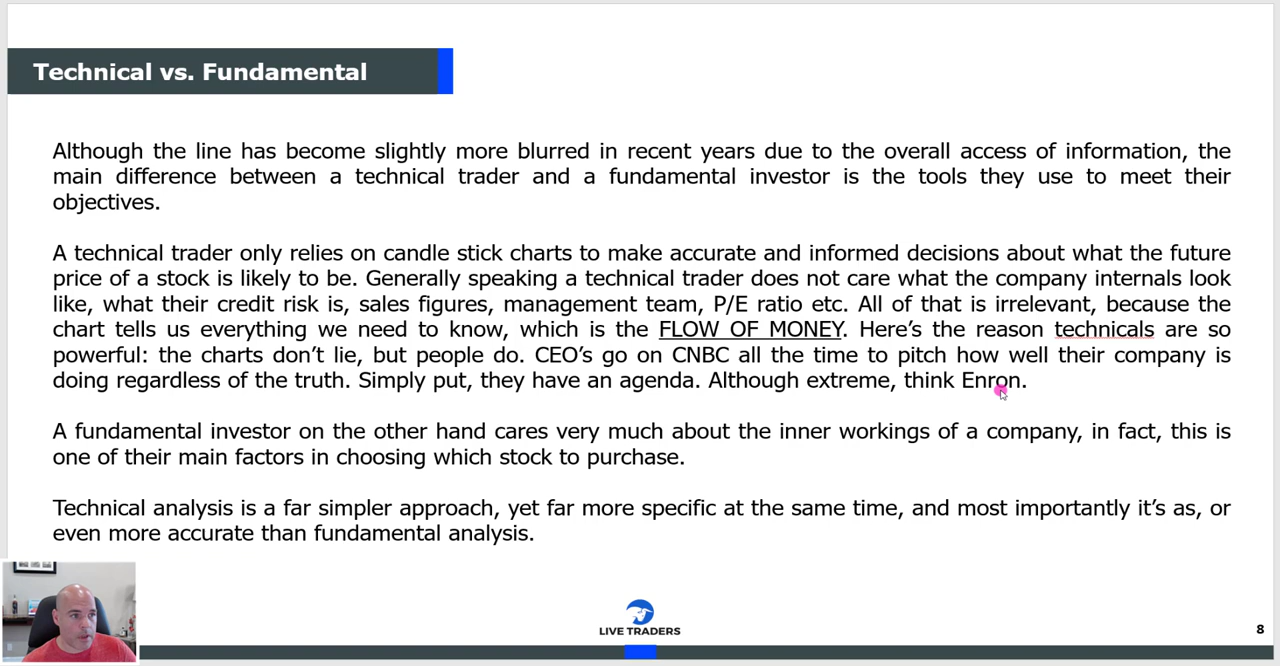 Technical vs. Fundamental
Although the line has become slightly more blurred in recent years due to the overall access of information, the
main difference between a technical trader and a fundamental investor is the tools they use to meet their
objectives.
A technical trader only relies on candle stick charts to make accurate and informed decisions about what the future
price of a stock is likely to be. Generally speaking a technical trader does not care what the company internals look
like, what their credit risk is, sales figures, management team, P/E ratio etc. All of that is irrelevant, because the
chart tells us everything we need to know, which is the FLOW OF MONEY. Here’s the reason technicals are so
powerful: the charts don’t lie, but people do. CEO’s go on CNBC all the time to pitch how well their company is
doing regardless of the truth. Simply put, they have an agenda. Although extreme, think Enron.
A fundamental investor on the other hand cares very much about the inner workings of a company, in fact, this is
one of their main factors in choosing which stock to purchase.
Technical analysis is a far simpler approach, yet far more specific at the same time, and most importantly it’s as, or
even more accurate than fundamental analysis.
LIVE TRADERS
8